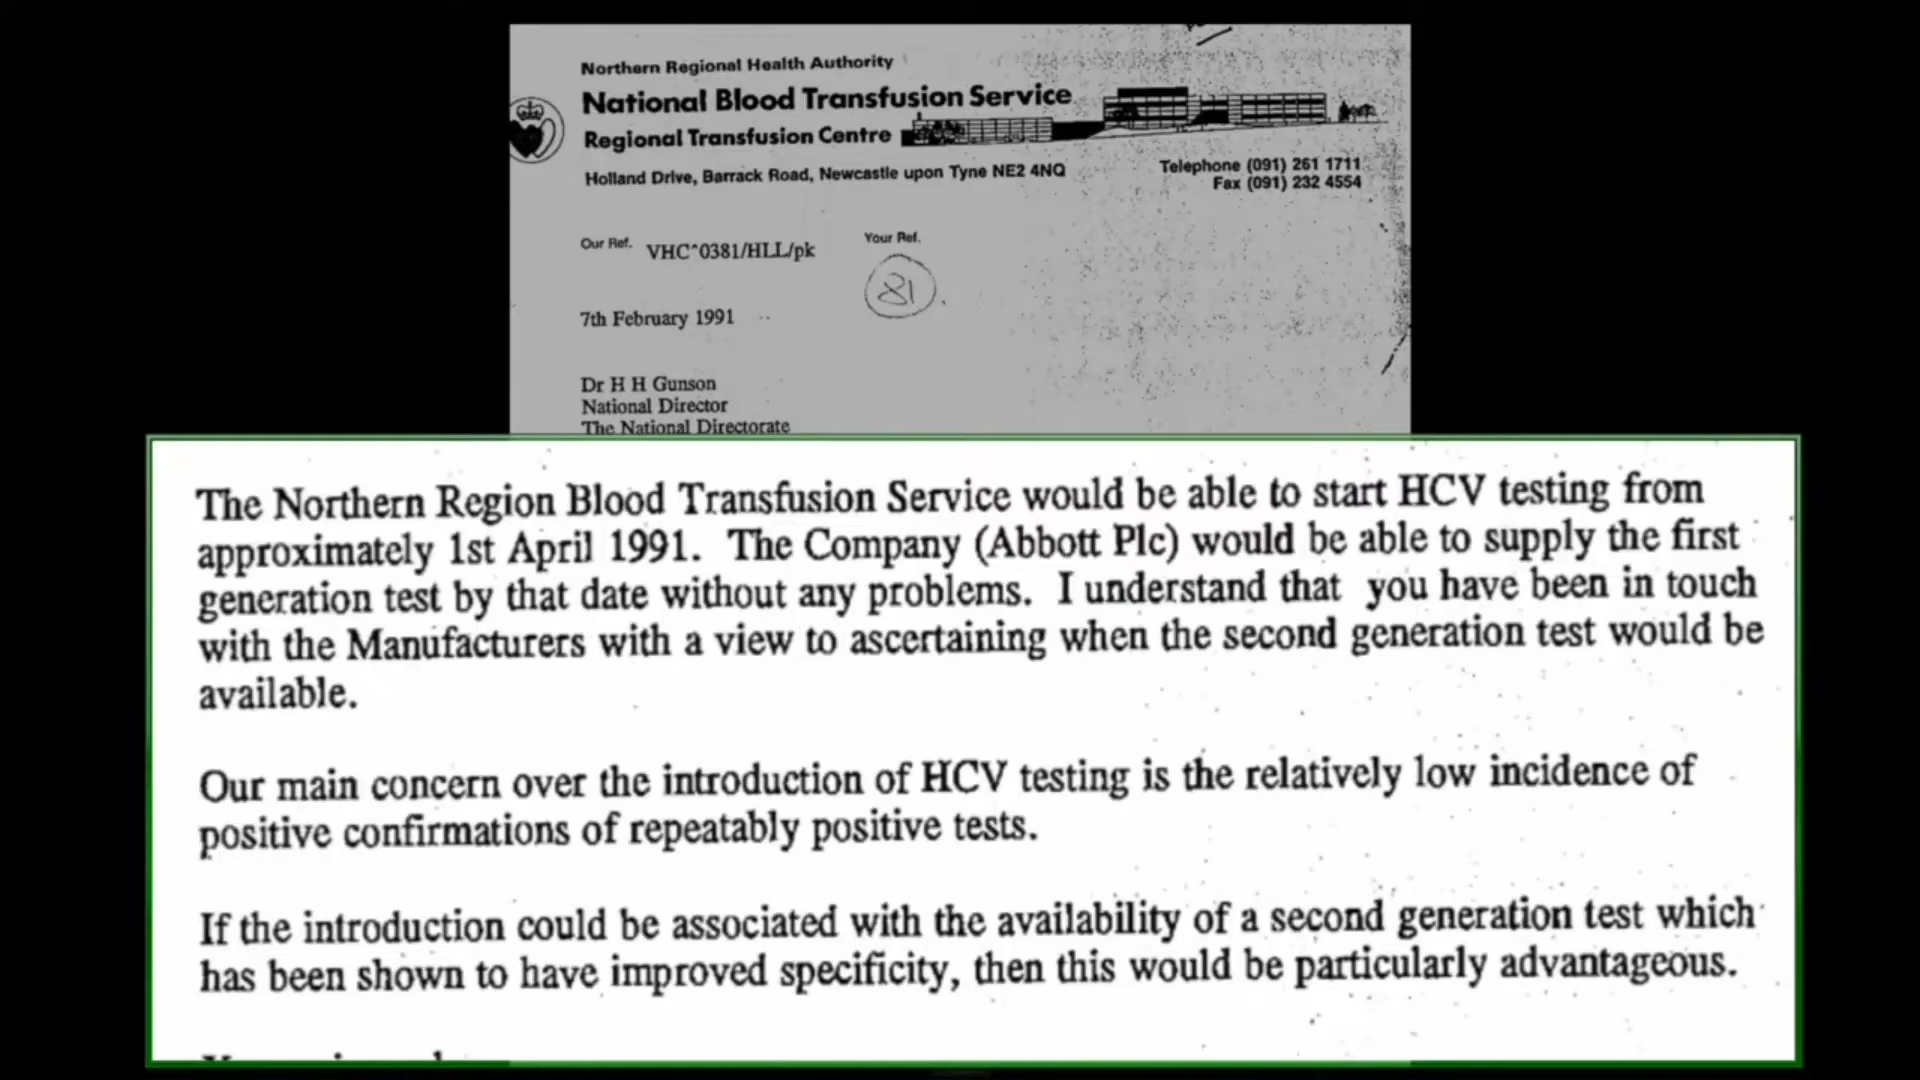 Northern Regional Health Authority
National Blood Transfusion Service
Regional Transfusion Centre
Holland Drive, Barrack Road, Newcastle upon Tyne NE2 4NQ
Telephone (091) 261 1711
Fax (091) 232 4554
Our Ref. VHC^0381/HLL/pk
Your Ref.
81
7th February 1991
Dr H H Gunson
National Director
The National Directorate
The Northern Region Blood Transfusion Service would be able to start HCV testing from
approximately 1st April 1991. The Company (Abbott Plc) would be able to supply the first
generation test by that date without any problems. I understand that you have been in touch
with the Manufacturers with a view to ascertaining when the second generation test would be
available.
Our main concern over the introduction of HCV testing is the relatively low incidence of
positive confirmations of repeatably positive tests.
If the introduction could be associated with the availability of a second generation test which
has been shown to have improved specificity, then this would be particularly advantageous.